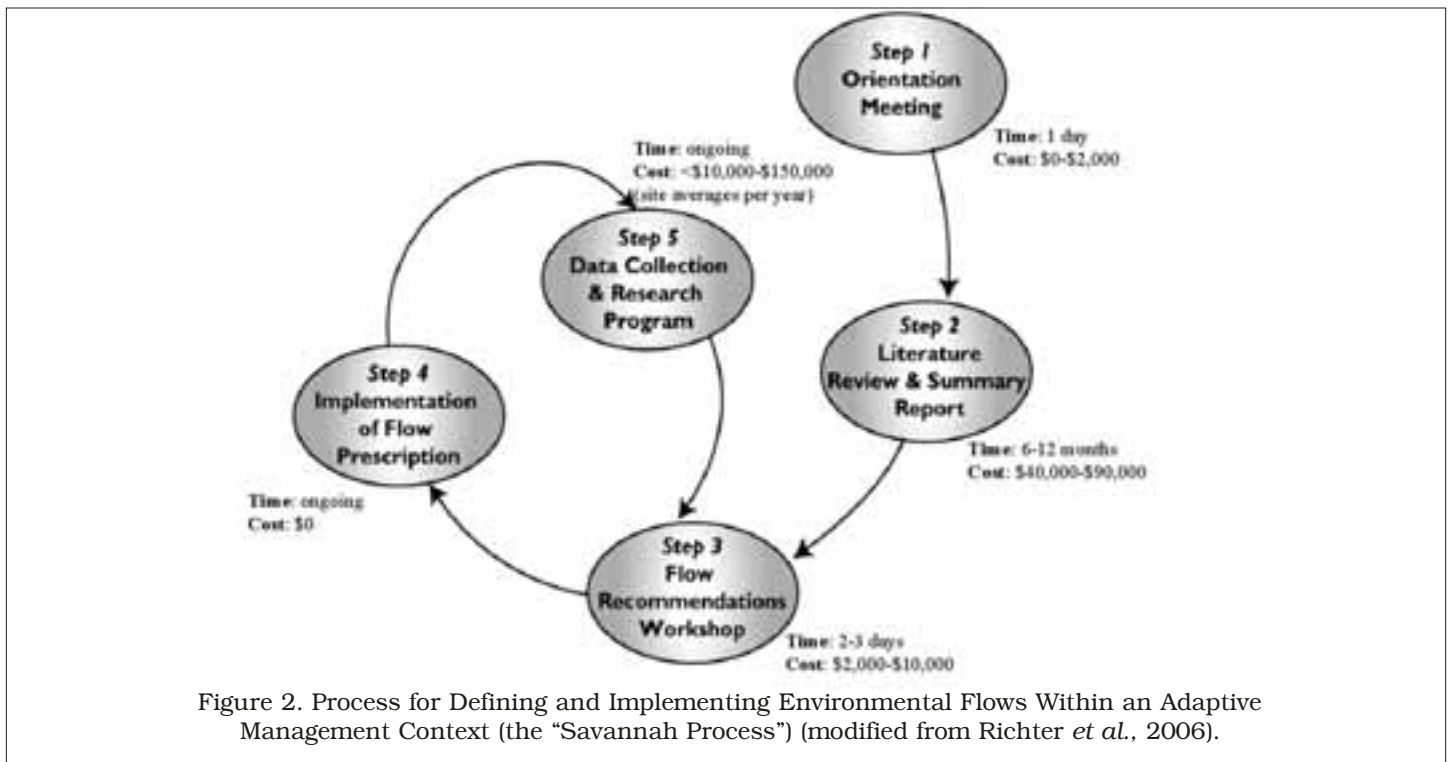 Step 1
Orientation
Meeting
Time: 1 day
Cost: $0-$2,000
Step 2
Literature
Review & Summary
Report
Time: 6-12 months
Cost: $40,000-$90,000
Step 3
Flow
Recommendations
Workshop
Time: 2-3 days
Cost: $2,000-$10,000
Step 4
Implementation
of Flow
Prescription
Time: ongoing
Cost: $0
Time: ongoing
Cost: <$10,000-$150,000
(site averages per year)
Step 5
Data Collection
& Research
Program
Figure 2. Process for Defining and Implementing Environmental Flows Within an Adaptive
Management Context (the “Savannah Process”) (modified from Richter et al., 2006).